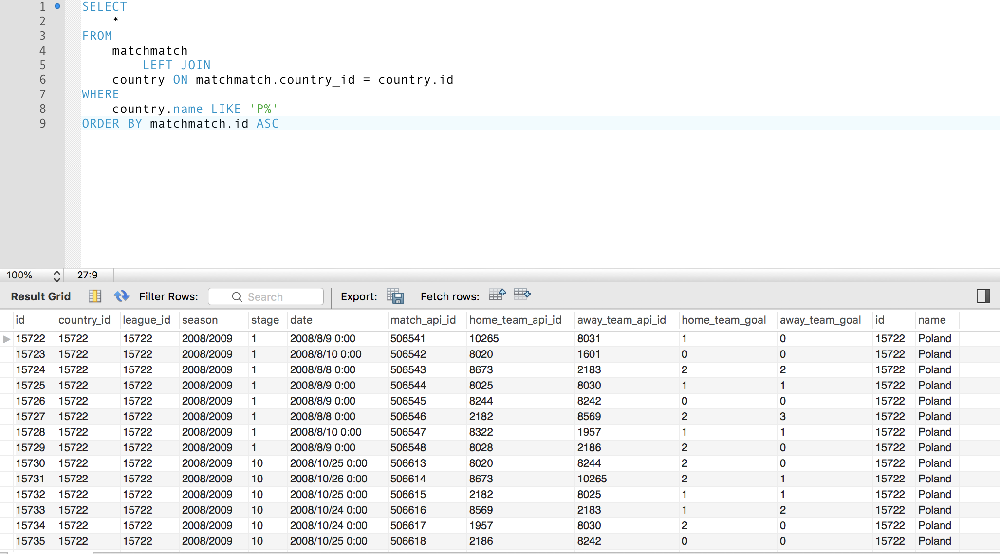 1 SELECT
2 *
3 FROM
4 matchmatch
5 LEFT JOIN
6 country ON matchmatch.country_id = country.id
7 WHERE
8 country.name LIKE 'P%'
9 ORDER BY matchmatch.id ASC
100% 27:9
Result Grid Filter Rows: Search Export: Fetch rows:
id country_id league_id season stage date match_api_id home_team_api_id away_team_api_id home_team_goal away_team_goal id name
15722 15722 15722 2008/2009 1 2008/8/9 0:00 506541 10265 8031 1 0 15722 Poland
15723 15722 15722 2008/2009 1 2008/8/10 0:00 506542 8020 1601 0 0 15722 Poland
15724 15722 15722 2008/2009 1 2008/8/8 0:00 506543 8673 2183 2 2 15722 Poland
15725 15722 15722 2008/2009 1 2008/8/9 0:00 506544 8025 8030 1 1 15722 Poland
15726 15722 15722 2008/2009 1 2008/8/9 0:00 506545 8244 8242 0 0 15722 Poland
15727 15722 15722 2008/2009 1 2008/8/8 0:00 506546 2182 8569 2 3 15722 Poland
15728 15722 15722 2008/2009 1 2008/8/10 0:00 506547 8322 1957 1 1 15722 Poland
15729 15722 15722 2008/2009 1 2008/8/9 0:00 506548 8028 2186 2 0 15722 Poland
15730 15722 15722 2008/2009 10 2008/10/25 0:00 506613 8020 8244 2 0 15722 Poland
15731 15722 15722 2008/2009 10 2008/10/26 0:00 506614 8673 10265 2 1 15722 Poland
15732 15722 15722 2008/2009 10 2008/10/25 0:00 506615 2182 8025 1 1 15722 Poland
15733 15722 15722 2008/2009 10 2008/10/24 0:00 506616 8569 2183 1 2 15722 Poland
15734 15722 15722 2008/2009 10 2008/10/24 0:00 506617 1957 8030 2 0 15722 Poland
15735 15722 15722 2008/2009 10 2008/10/25 0:00 506618 2186 8242 0 0 15722 Poland